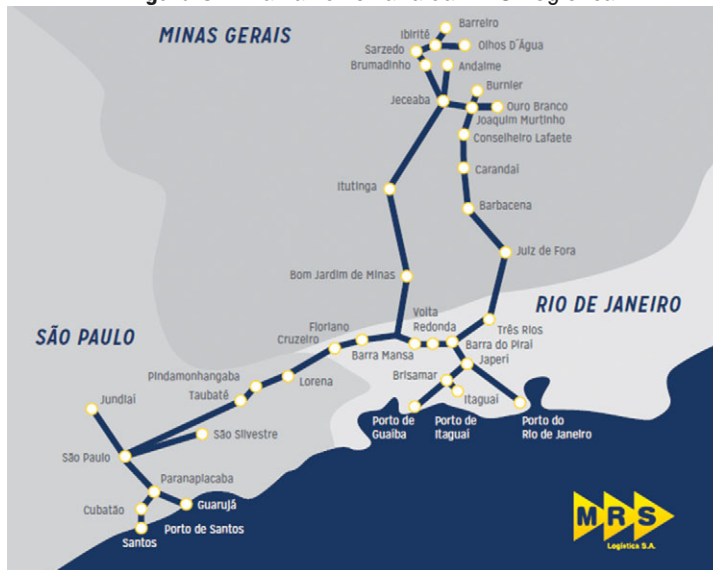 MINAS GERAIS
Barreiro
Ibiritê
Olhos D´Água
Sarzedo
Brumadinho
Andaime
Burnier
Jeceaba
Ouro Branco
Joaquim Murtinho
Conselheiro Lafaete
Carandaí
Itutinga
Barbacena
Juiz de Fora
Bom Jardim de Minas
RIO DE JANEIRO
Volta
Redonda
Três Rios
SÃO PAULO
Floriano
Cruzeiro
Barra Mansa
Barra do Piraí
Japeri
Pindamonhangaba
Lorena
Brisamar
Taubaté
Itaguaí
Jundiaí
Porto de
Guaíba
Porto de
Itaguaí
Porto do
Rio de Janeiro
São Silvestre
São Paulo
Paranapiacaba
Guarujá
Cubatão
Porto de Santos
Santos
MRS
Logística S.A.